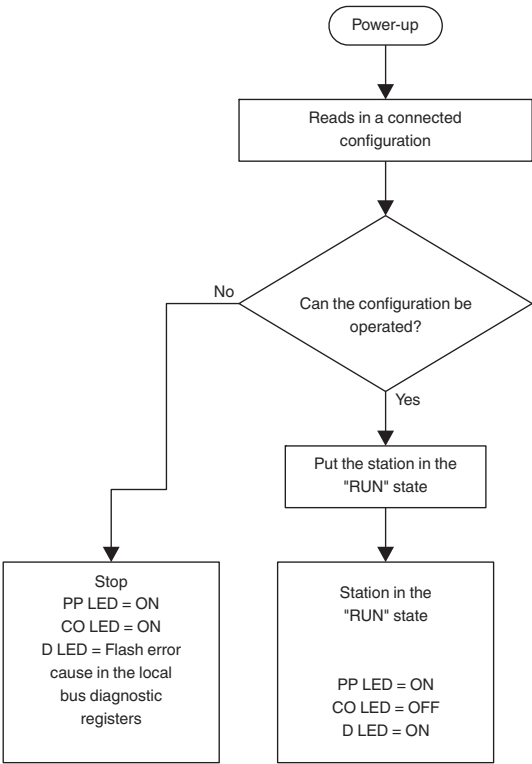 Power-up
Reads in a connected
configuration
No
Can the configuration be
operated?
Yes
Put the station in the
"RUN" state
Stop
PP LED = ON
CO LED = ON
D LED = Flash error
cause in the local
bus diagnostic
registers
Station in the
"RUN" state
PP LED = ON
CO LED = OFF
D LED = ON